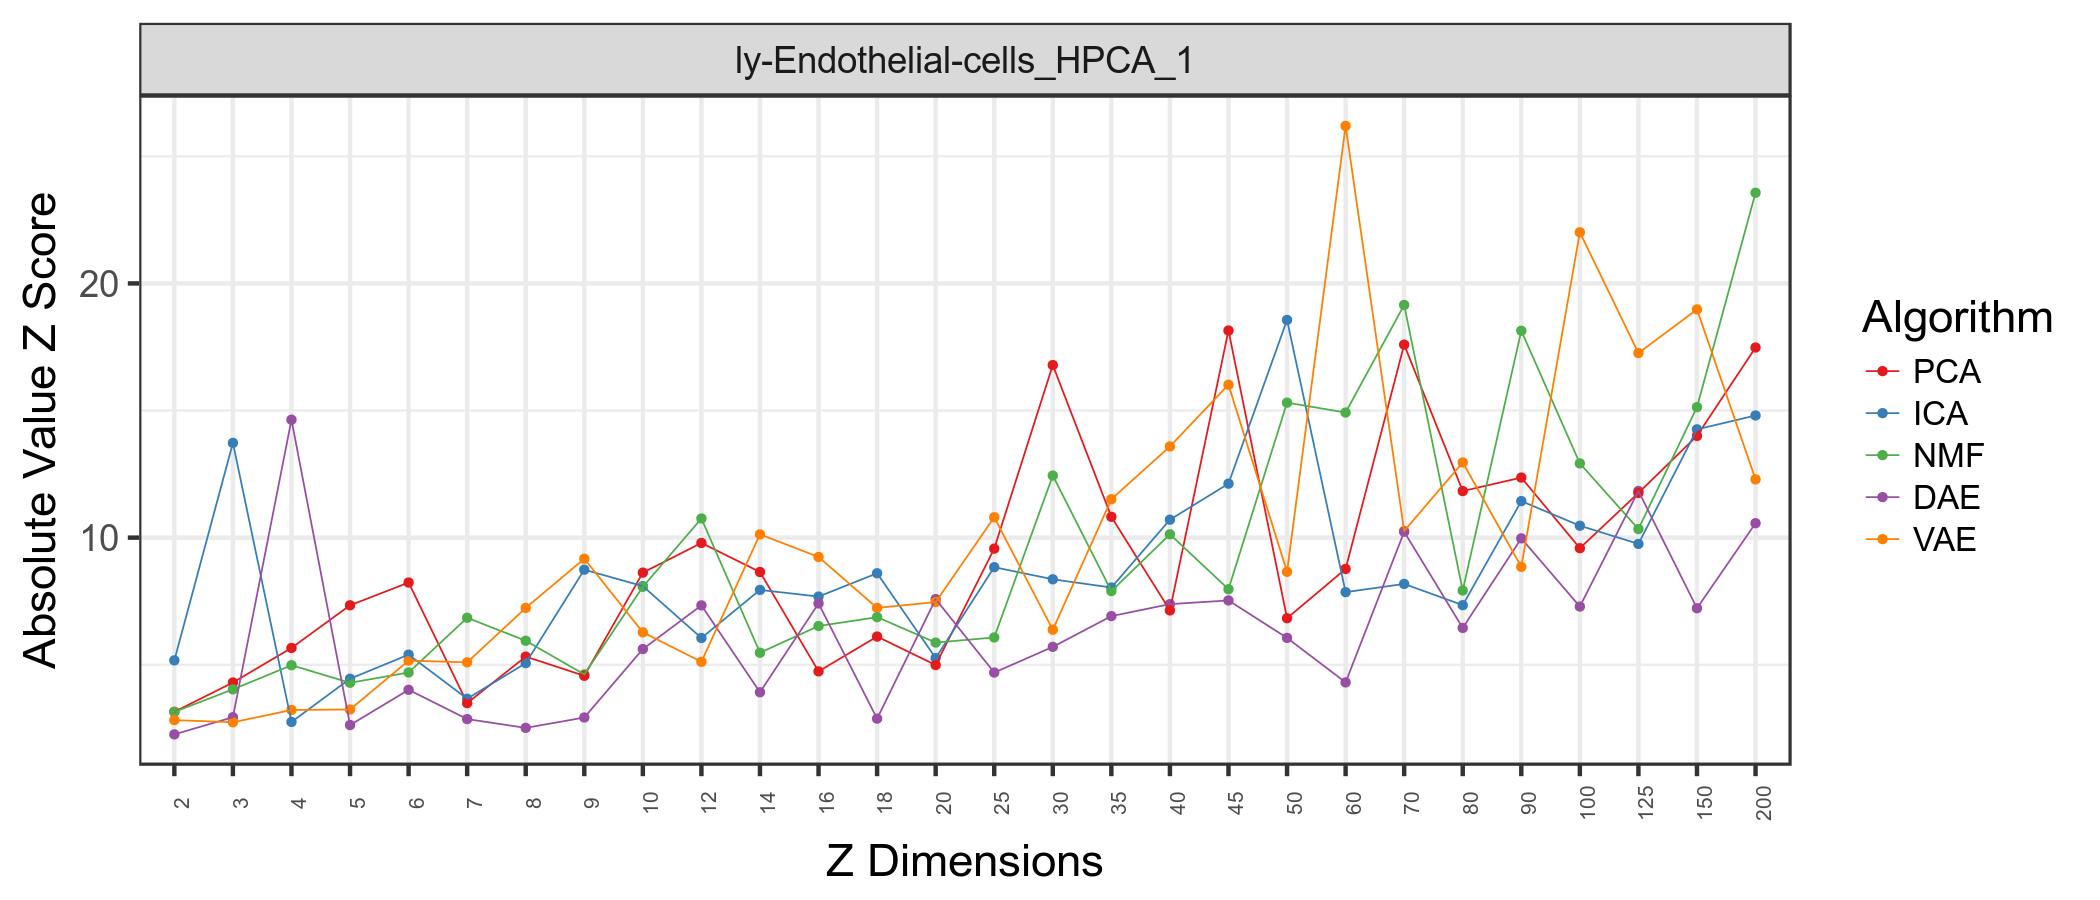 ly-Endothelial-cells_HPCA_1
Absolute Value Z Score
20
10
2 3 4 5 6 7 8 9 10 12 14 16 18 20 25 30 35 40 45 50 60 70 80 90 100 125 150 200
Z Dimensions
Algorithm
PCA
ICA
NMF
DAE
VAE